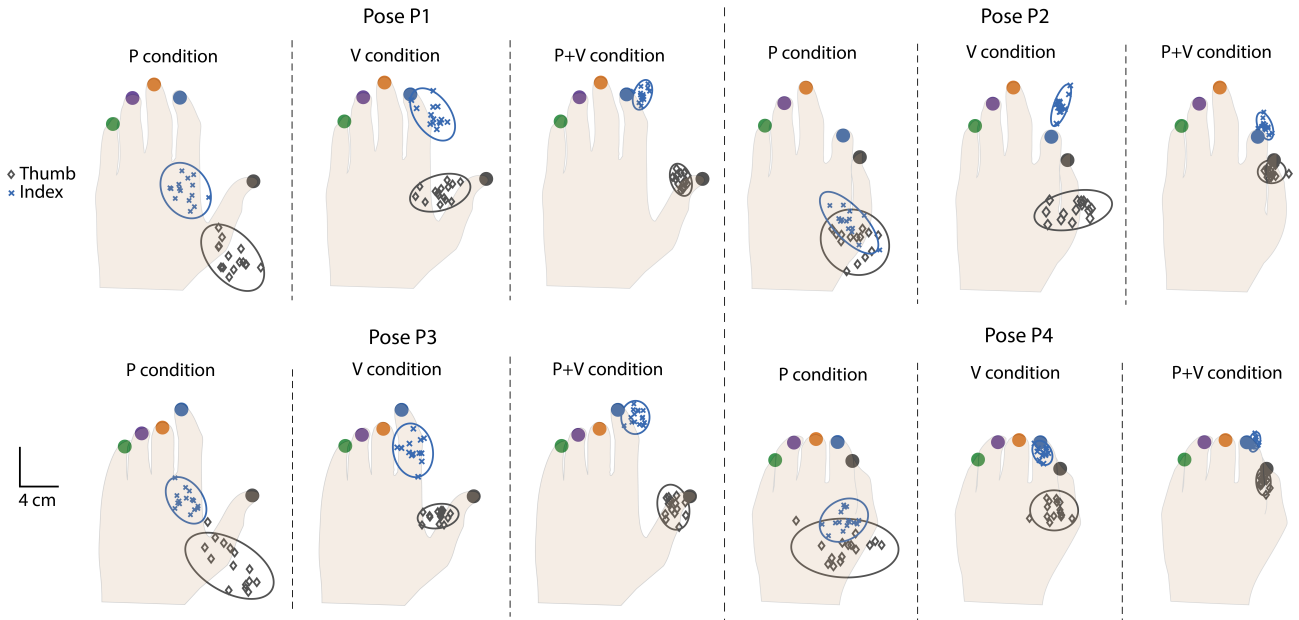 Pose P1
Pose P2
P condition
V condition
P+V condition
P condition
V condition
P+V condition
Thumb
Index
Pose P3
Pose P4
P condition
V condition
P+V condition
P condition
V condition
P+V condition
4 cm